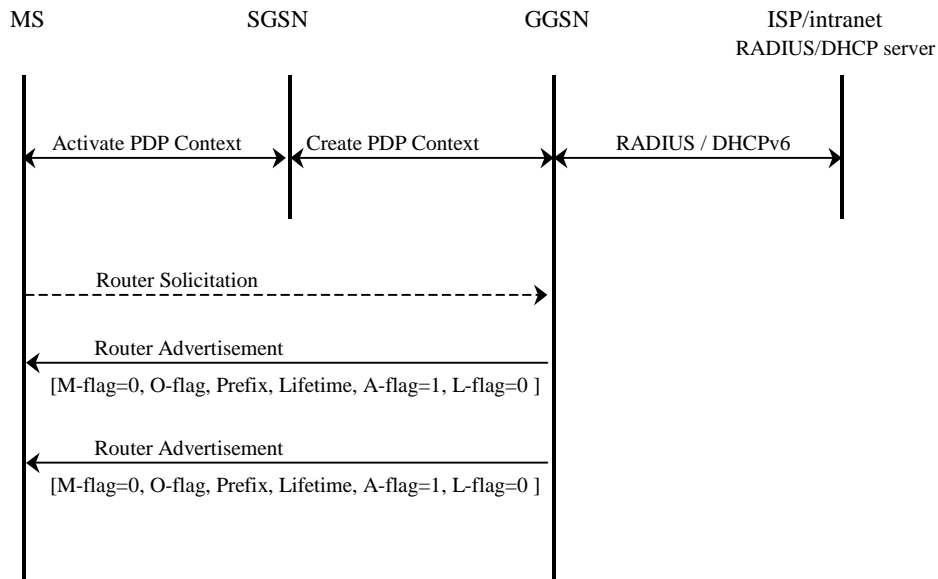 MS
SGSN
GGSN
ISP/intranet
RADIUS/DHCP server
Activate PDP Context
Create PDP Context
RADIUS / DHCPv6
Router Solicitation
Router Advertisement
[M-flag=0, O-flag, Prefix, Lifetime, A-flag=1, L-flag=0 ]
Router Advertisement
[M-flag=0, O-flag, Prefix, Lifetime, A-flag=1, L-flag=0 ]